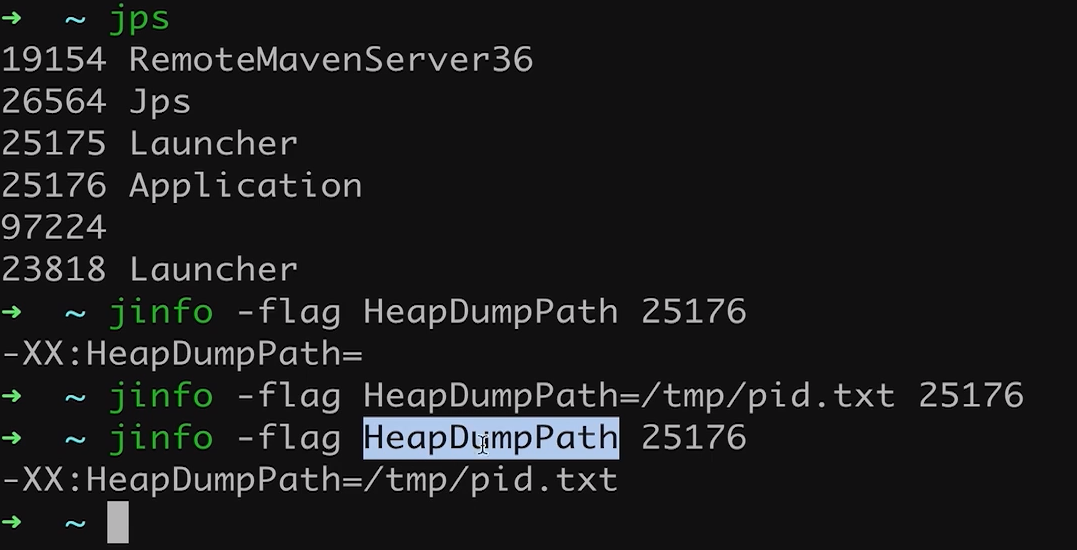 ➜ ~ jps
19154 RemoteMavenServer36
26564 Jps
25175 Launcher
25176 Application
97224
23818 Launcher
➜ ~ jinfo -flag HeapDumpPath 25176
-XX:HeapDumpPath=
➜ ~ jinfo -flag HeapDumpPath=/tmp/pid.txt 25176
➜ ~ jinfo -flag HeapDumpPath 25176
-XX:HeapDumpPath=/tmp/pid.txt
➜ ~